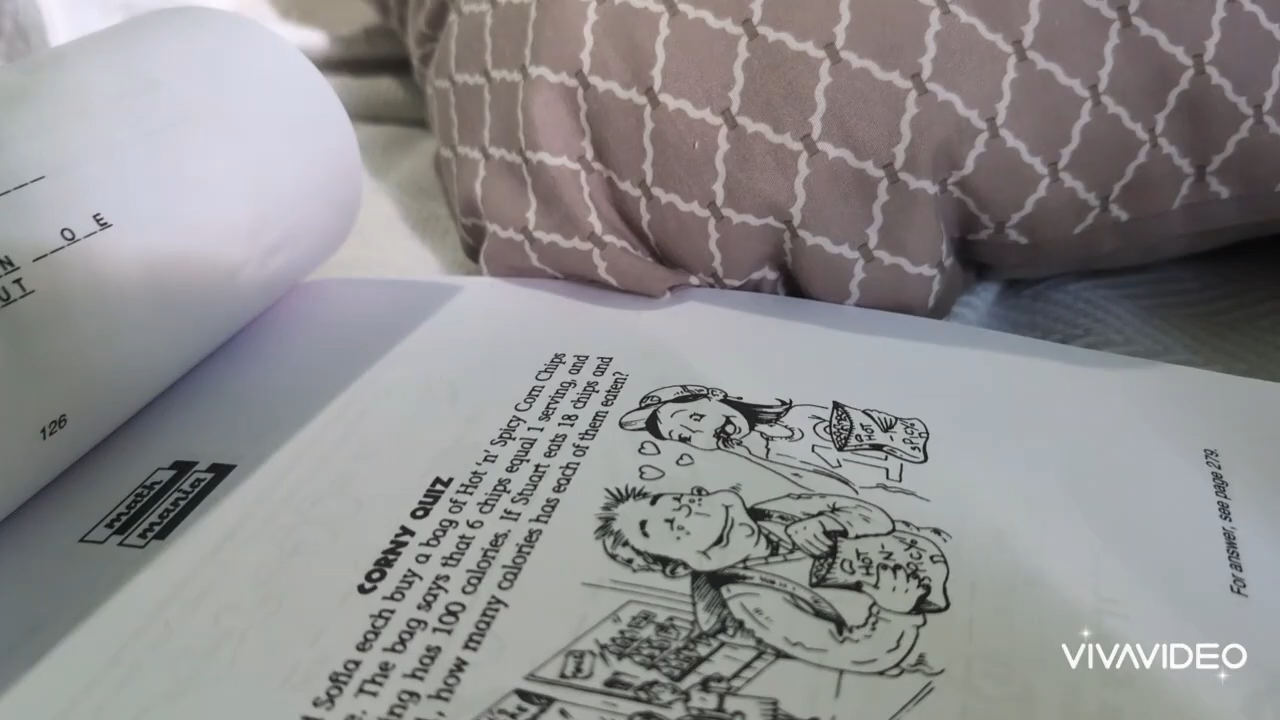 O E
N
UT
126
math
mania
CORNY QUIZ
Sofia each buy a bag of Hot 'n' Spicy Corn Chips
The bag says that 6 chips equal 1 serving, and
has 100 calories. If Stuart eats 18 chips and
how many calories has each of them eaten?
HOT
SPICY
HOT
'N'
SPICY
For answer, see page 279.
VIVAVIDEO